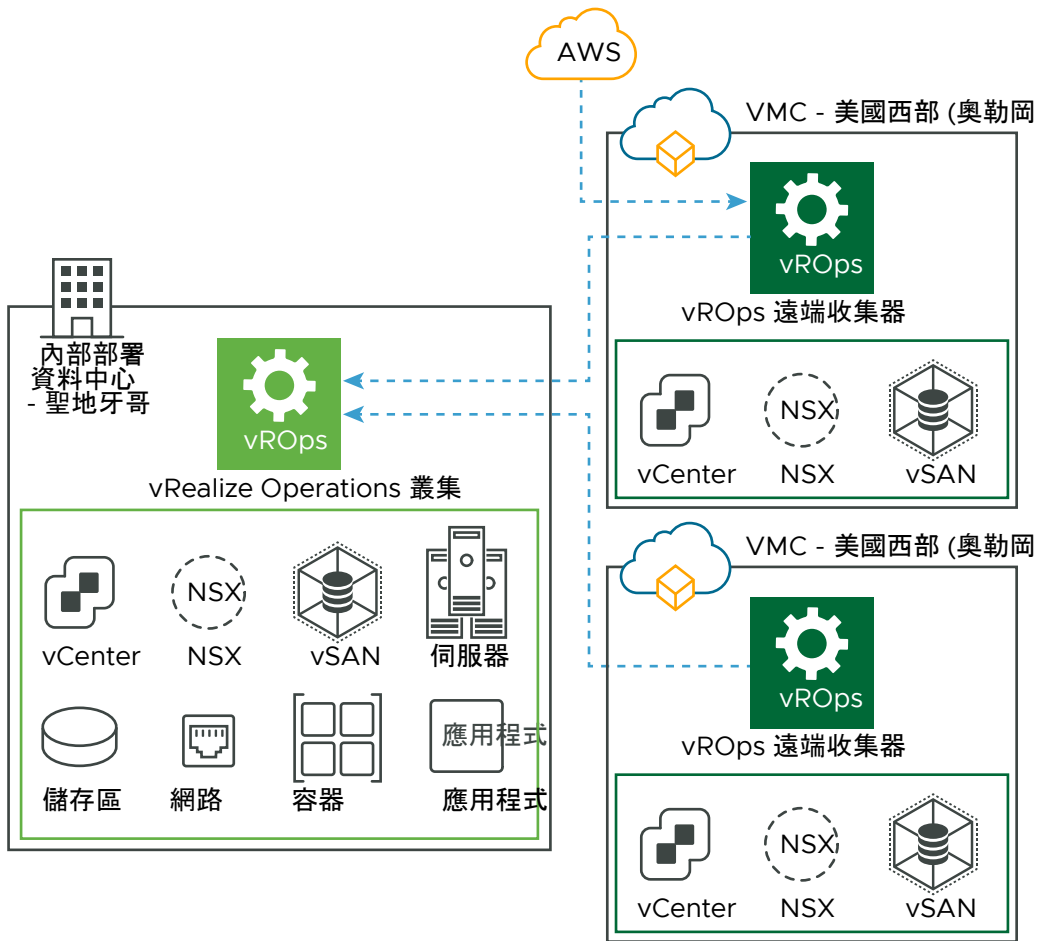 AWS
VMC - 美國西部 (奧勒岡
vROps
vROps 遠端收集器
vCenter
NSX
NSX
vSAN
內部部署
資料中心
- 聖地牙哥
vROps
vRealize Operations 叢集
vCenter
NSX
NSX
vSAN
伺服器
儲存區
網路
容器
應用程式
應用程式
VMC - 美國西部 (奧勒岡
vROps
vROps 遠端收集器
vCenter
NSX
NSX
vSAN